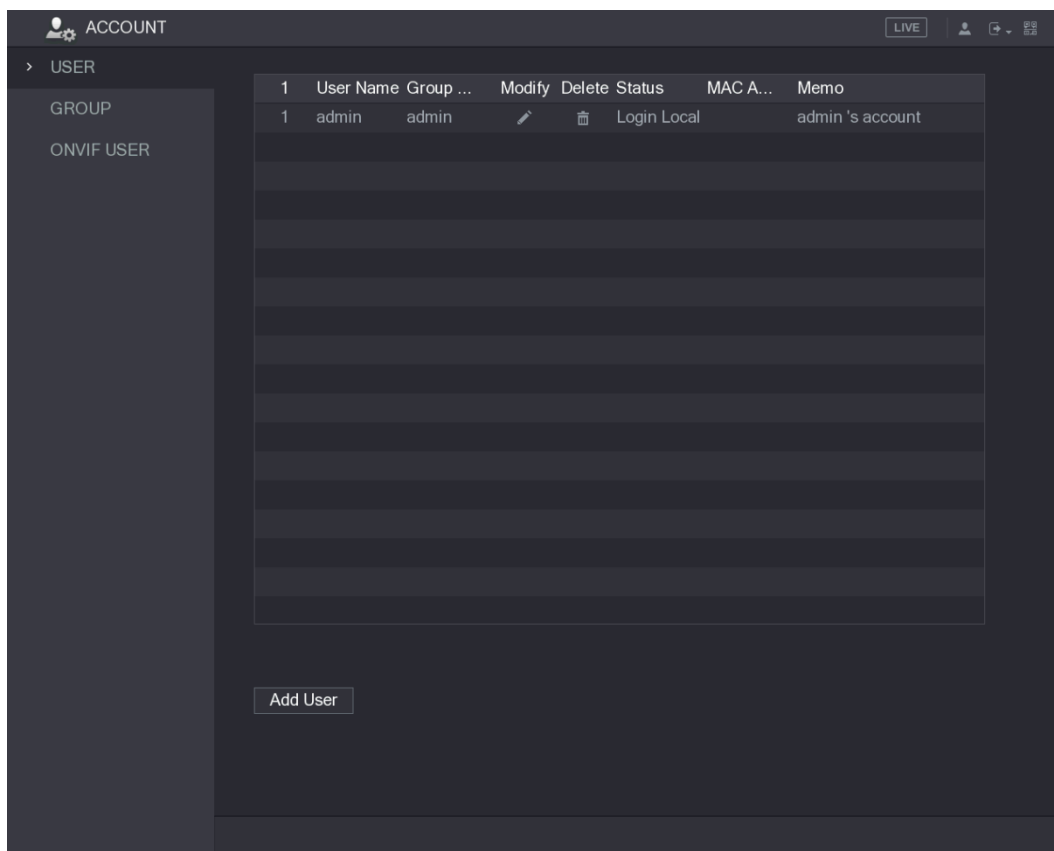 ACCOUNT LIVE
USER
GROUP
ONVIF USER
1 User Name Group ... Modify Delete Status MAC A... Memo
1 admin admin Login Local admin 's account
Add User